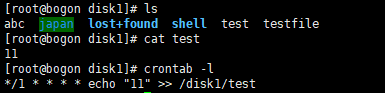 [root@bogon disk1]# ls
abc japan lost+found shell test testfile
[root@bogon disk1]# cat test
11
[root@bogon disk1]# crontab -l
*/1 * * * * echo "11" >> /disk1/test